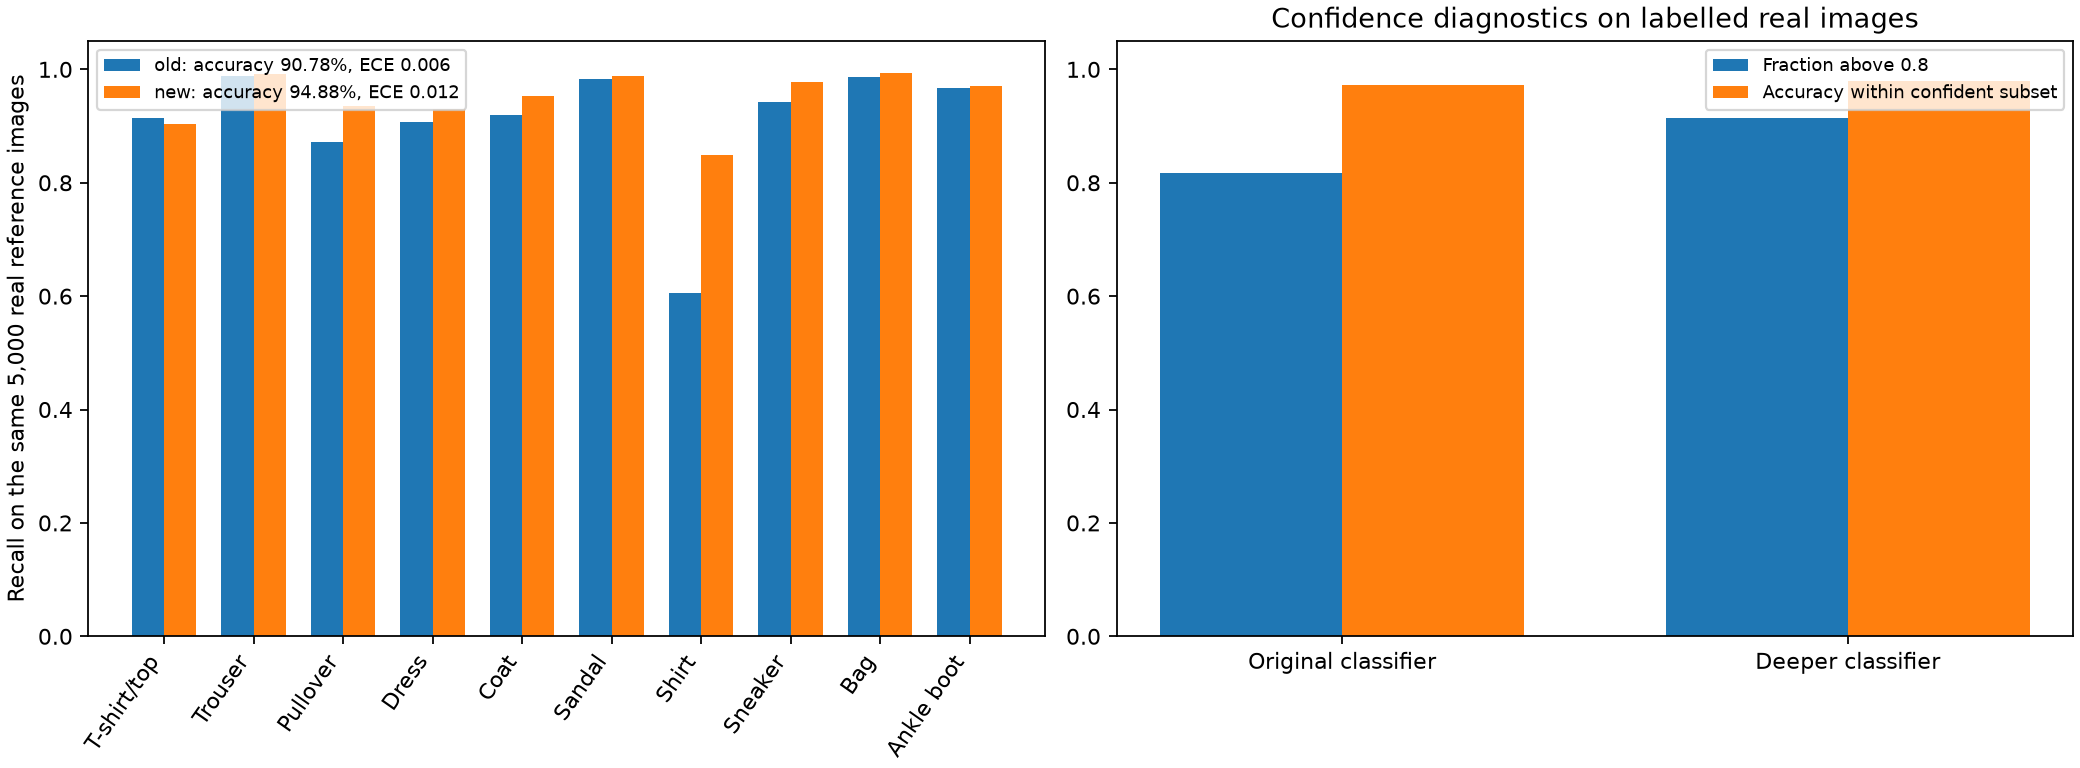 Recall on the same 5,000 real reference images
1.0
0.8
0.6
0.4
0.2
0.0
old: accuracy 90.78%, ECE 0.006
new: accuracy 94.88%, ECE 0.012
T-shirt/top
Trouser
Pullover
Dress
Coat
Sandal
Shirt
Sneaker
Bag
Ankle boot
Confidence diagnostics on labelled real images
1.0
0.8
0.6
0.4
0.2
0.0
Fraction above 0.8
Accuracy within confident subset
Original classifier
Deeper classifier